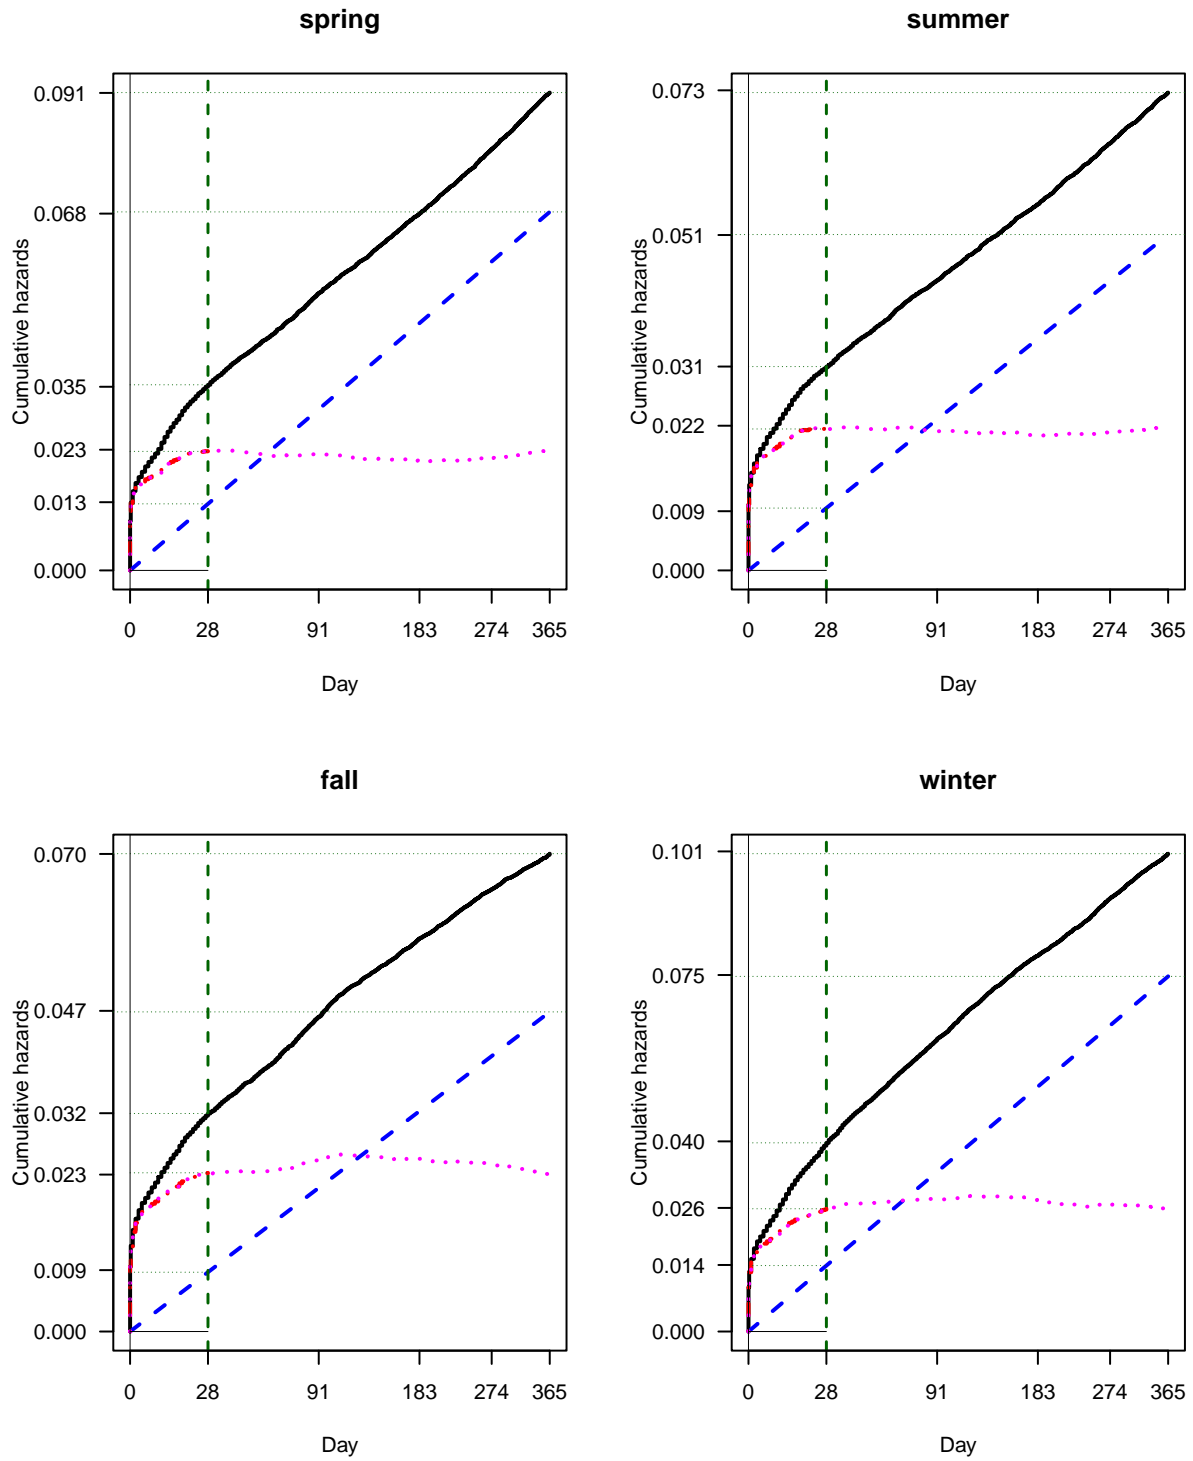 spring
0.091
0.068
0.035
0.023
0.013
0.000
Cumulative hazards
0 28 91 183 274 365
Day
summer
0.073
0.051
0.031
0.022
0.009
0.000
Cumulative hazards
0 28 91 183 274 365
Day
fall
0.070
0.047
0.032
0.023
0.009
0.000
Cumulative hazards
0 28 91 183 274 365
Day
winter
0.101
0.075
0.040
0.026
0.014
0.000
Cumulative hazards
0 28 91 183 274 365
Day